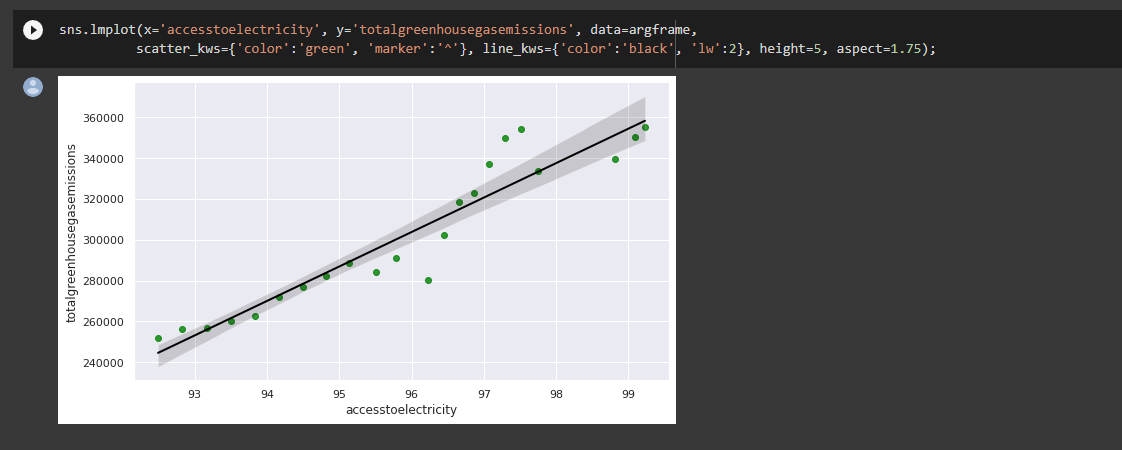 sns.lmplot(x='accesstoelectricity', y='totalgreenhousegasemissions', data=argframe,
scatter_kws={'color':'green', 'marker':'^'}, line_kws={'color':'black', 'lw':2}, height=5, aspect=1.75);
360000
340000
320000
300000
280000
260000
240000
totalgreenhousegasemissions
93 94 95 96 97 98 99
accesstoelectricity